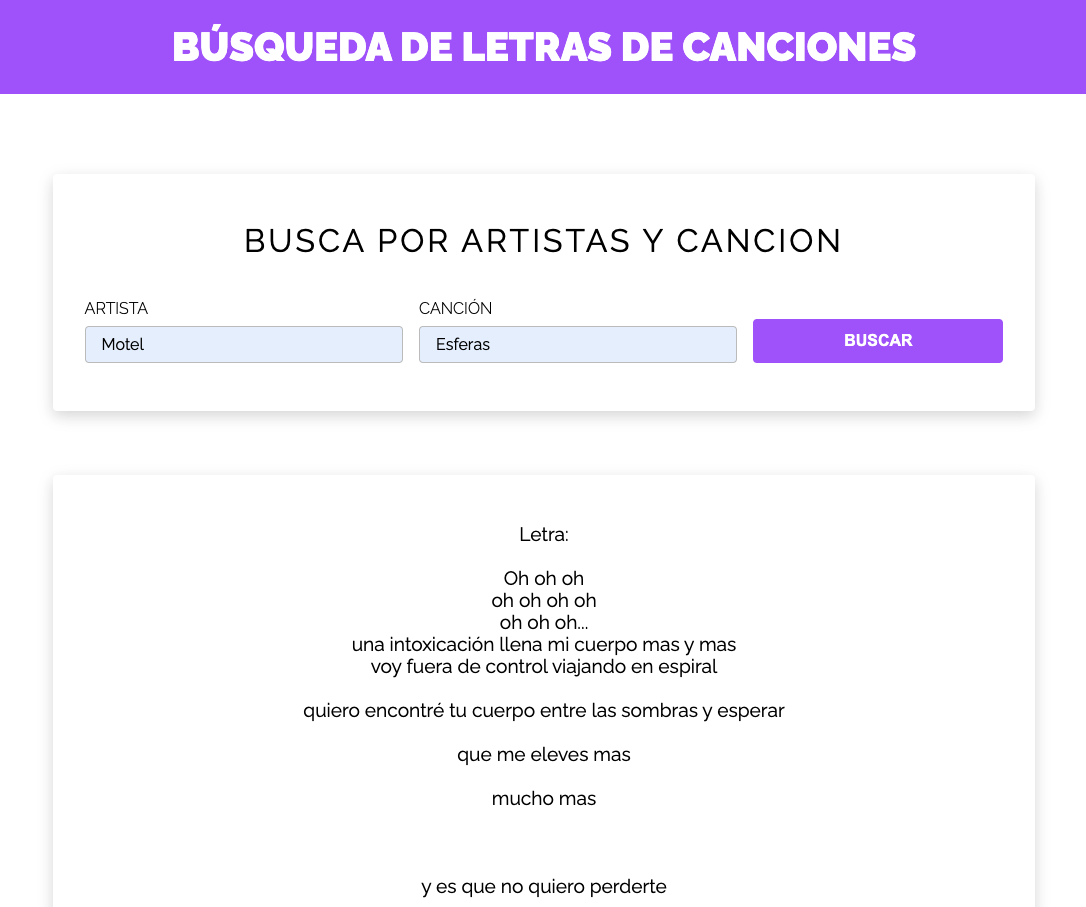 BÚSQUEDA DE LETRAS DE CANCIONES
BUSCA POR ARTISTAS Y CANCION
ARTISTA
CANCIÓN
Motel
Esferas
BUSCAR
Letra:
Oh oh oh
oh oh oh oh
oh oh oh...
una intoxicación llena mi cuerpo mas y mas
voy fuera de control viajando en espiral
quiero encontré tu cuerpo entre las sombras y esperar
que me eleves mas
mucho mas
y es que no quiero perderte